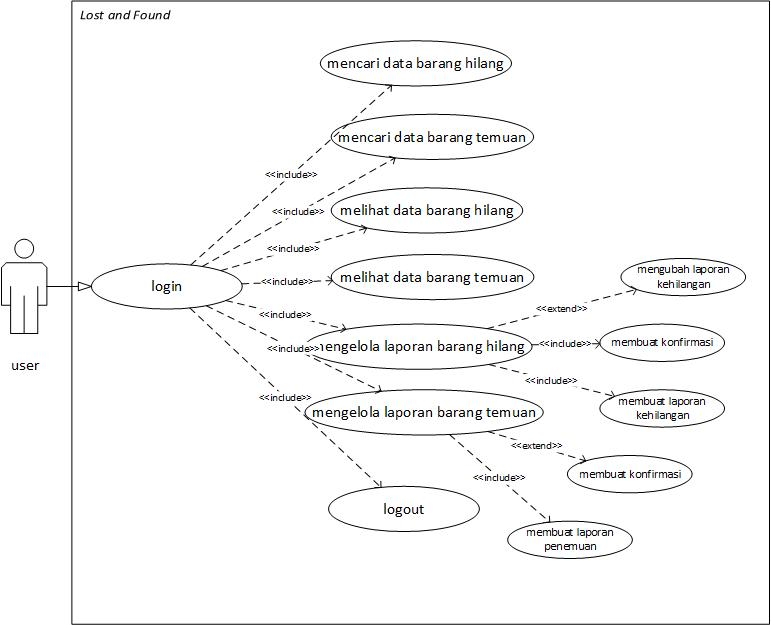 Lost and Found
mencari data barang hilang
mencari data barang temuan
<<include>>
<<include>>
melihat data barang hilang
<<include>>
melihat data barang temuan
<<include>>
login
user
mengubah laporan
kehilangan
<<extend>>
<<include>>
mengelola laporan barang hilang
<<include>>
membuat konfirmasi
<<include>>
<<include>>
membuat laporan
kehilangan
<<include>>
mengelola laporan barang temuan
<<extend>>
membuat konfirmasi
<<include>>
logout
membuat laporan
penemuan